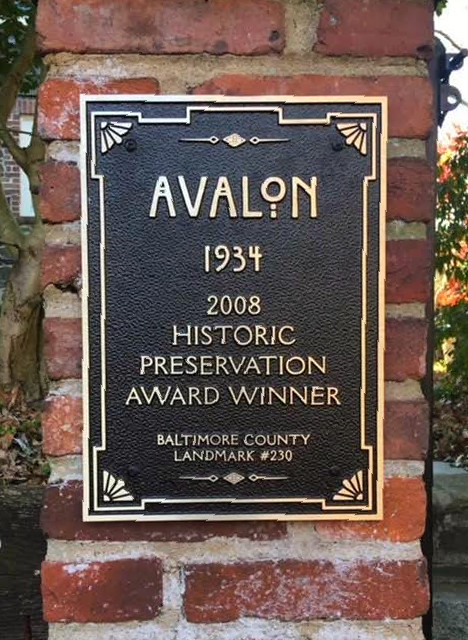 AVALON
1934
2008
HISTORIC
PRESERVATION
AWARD WINNER
BALTIMORE COUNTY
LANDMARK #230